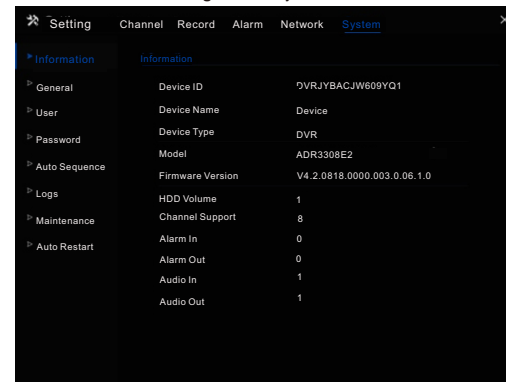 Setting Channel Record Alarm Network System ×
Information Information
General Device ID DVRJYBACJW609YQ1
User Device Name Device
Password Device Type DVR
Auto Sequence Model ADR3308E2
Logs Firmware Version V4.2.0818.0000.003.0.06.1.0
Maintenance HDD Volume 1
Auto Restart Channel Support 8
Alarm In 0
Alarm Out 0
Audio In 1
Audio Out 1